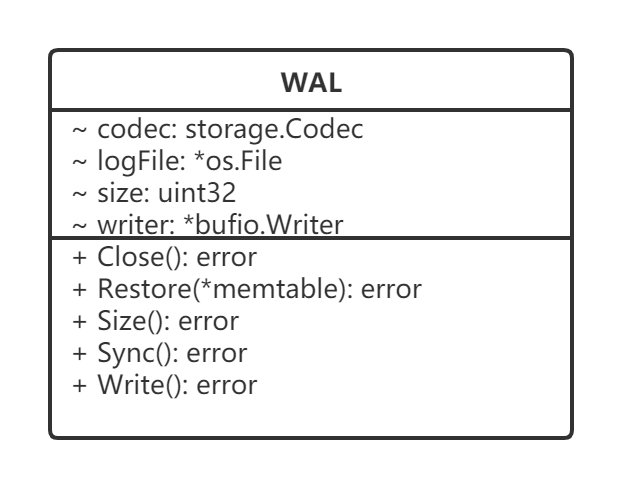 WAL
~ codec: storage.Codec
~ logFile: *os.File
~ size: uint32
~ writer: *bufio.Writer
+ Close(): error
+ Restore(*memtable): error
+ Size(): error
+ Sync(): error
+ Write(): error